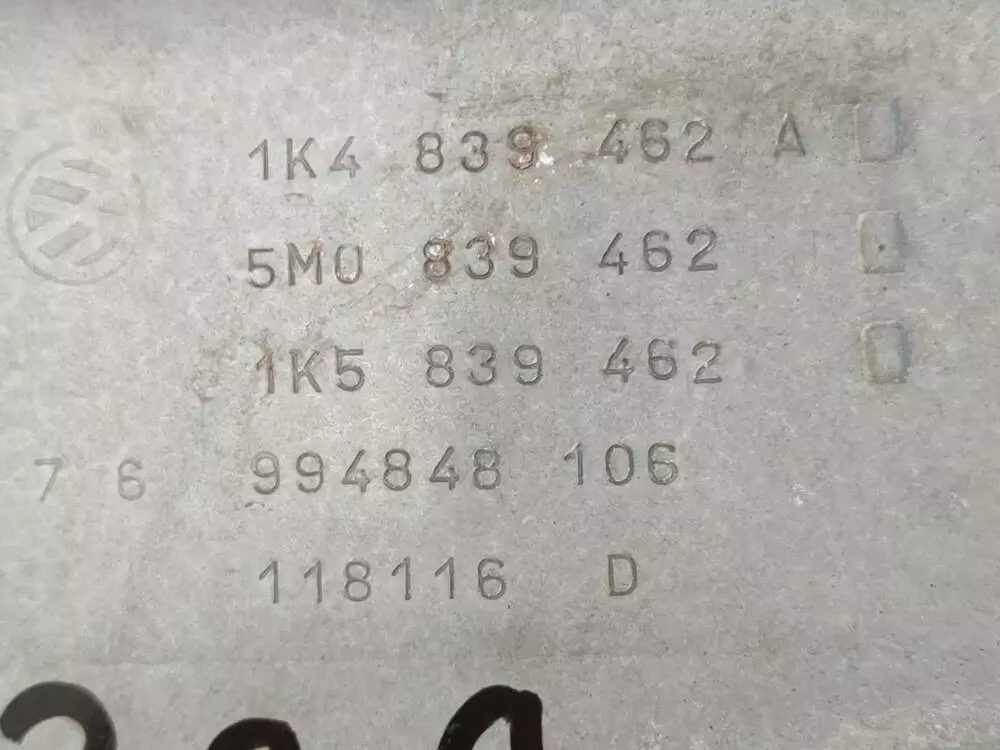 1K4 839 462 A
5M0 839 462
1K5 839 462
7 6 994848 106
118116 D